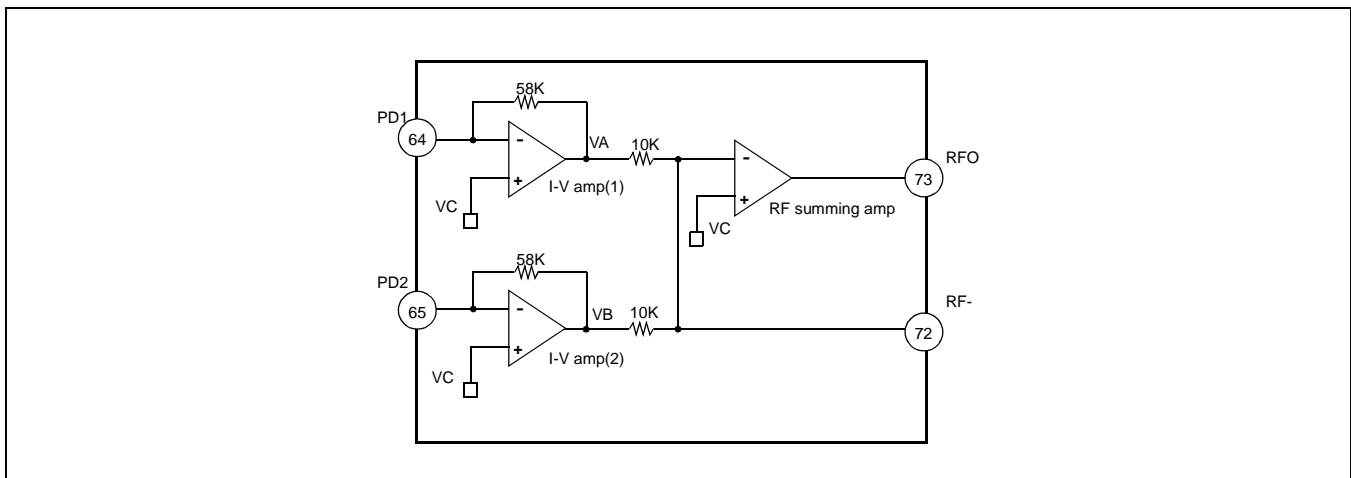 58K
PD1
64
-
+
VA
I-V amp(1)
VC
10K
-
+
VC
RF summing amp
RFO
73
58K
PD2
65
-
+
VB
I-V amp(2)
VC
10K
RF-
72